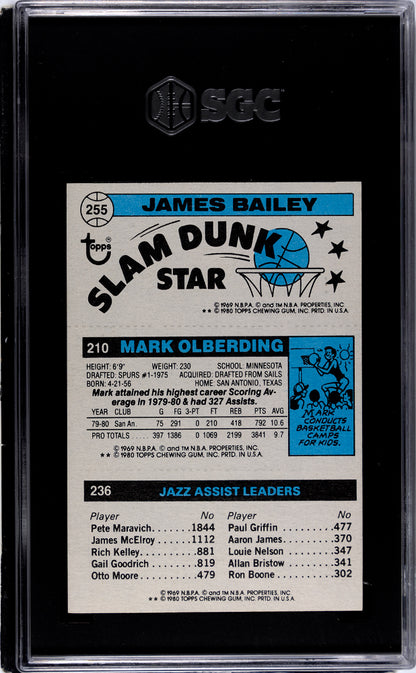 SGC
255
JAMES BAILEY
topps®
SLAM DUNK
STAR
© 1969 N.B.P.A. © and TM N.B.A. PROPERTIES, INC.
** © 1980 TOPPS CHEWING GUM, INC. PRTD. IN U.S.A.
210 MARK OLBERDING
HEIGHT: 6'9" WEIGHT: 230 SCHOOL: MINNESOTA
DRAFTED: SPURS #1-1975 ACQUIRED: DRAFTED FROM SAILS
BORN: 4-21-56 HOME: SAN ANTONIO, TEXAS
Mark attained his highest career Scoring Av-
erage in 1979-80 & had 327 Assists.
YEAR CLUB G FG 3-PT FT REB PTS AVG
79-80 San An. 75 291 0 210 418 792 10.6
PRO TOTALS..... 397 1386 0 1069 2199 3841 9.7
© 1969 N.B.P.A. © and TM N.B.A. PROPERTIES, INC.
** © 1980 TOPPS CHEWING GUM, INC. PRTD. IN U.S.A.
MARK
CONDUCTS
BASKETBALL
CAMPS
FOR KIDS.
236 JAZZ ASSIST LEADERS
Player No Player No
Pete Maravich......1844 Paul Griffin......477
James McElroy.....1112 Aaron James......370
Rich Kelley.........881 Louie Nelson......347
Gail Goodrich......819 Allan Bristow......341
Otto Moore.........479 Ron Boone........302
© 1969 N.B.P.A. © and TM N.B.A. PROPERTIES, INC.
** © 1980 TOPPS CHEWING GUM, INC. PRTD. IN U.S.A.